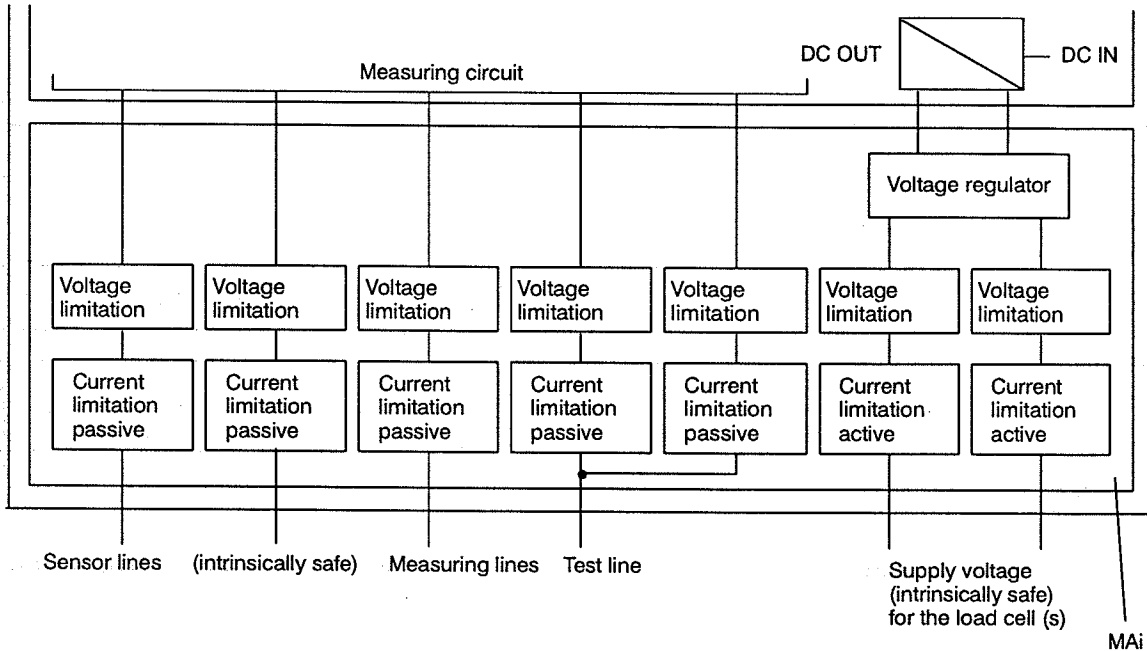 DC OUT
DC IN
Measuring circuit
Voltage regulator
Voltage
limitation
Voltage
limitation
Voltage
limitation
Voltage
limitation
Voltage
limitation
Voltage
limitation
Voltage
limitation
Current
limitation
passive
Current
limitation
passive
Current
limitation
passive
Current
limitation
passive
Current
limitation
passive
Current
limitation
active
Current
limitation
active
Sensor lines
(intrinsically safe)
Measuring lines
Test line
Supply voltage
(intrinsically safe)
for the load cell (s)
MAi